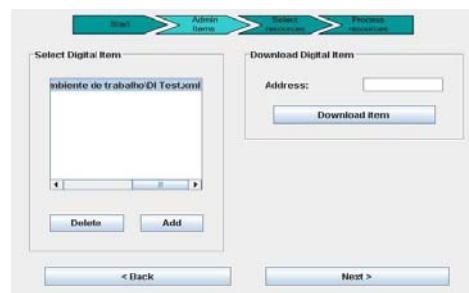 Start
Admin
Items
Select
resources
Process
resources
Select Digital Item
mbiente de trabalho\DI Test.xml
Delete
Add
Download Digital Item
Address:
Download item
< Back
Next >